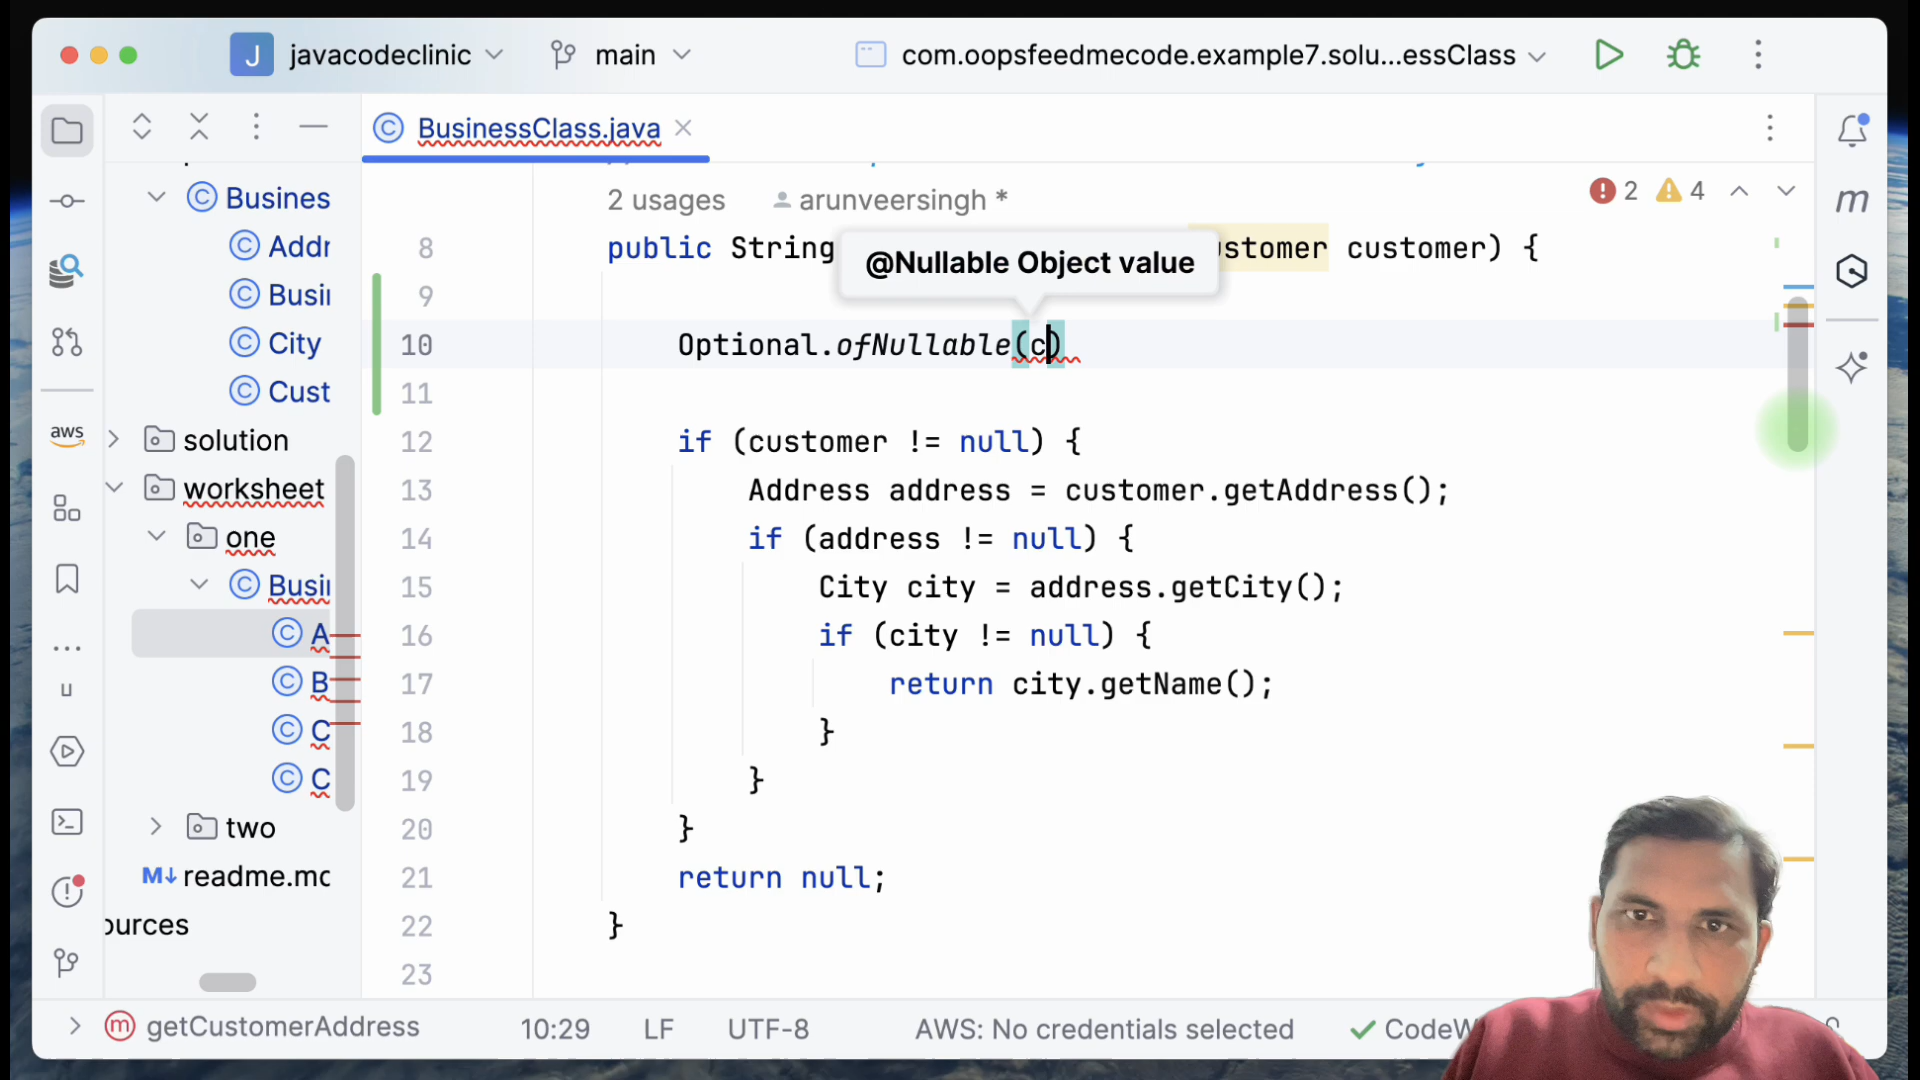 J javacodeclinic main com.oopsfeedmecode.example7.solu...essClass
BusinessClass.java
Busines
Addr
Busin
City
Cust
aws
solution
worksheet
one
Busin
A
B
C
C
two
M↓ readme.mc
ources
2 usages arunveersingh *
2 4
8 public String ustomer customer) {
@Nullable Object value
9
10 Optional.ofNullable(c)
11
12 if (customer != null) {
13 Address address = customer.getAddress();
14 if (address != null) {
15 City city = address.getCity();
16 if (city != null) {
17 return city.getName();
18 }
19 }
20 }
21 return null;
22 }
23
m
u
getCustomerAddress 10:29 LF UTF-8 AWS: No credentials selected CodeW